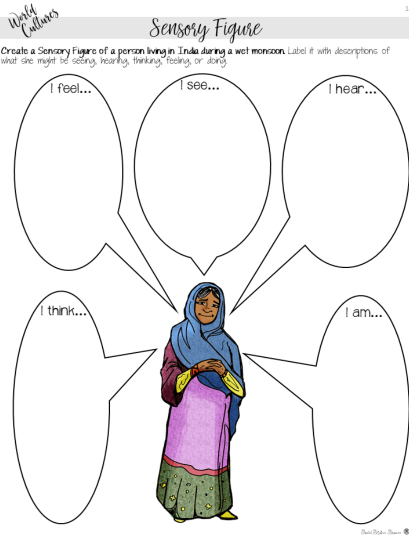 1
World
Cultures
Sensory Figure
Create a Sensory Figure of a person living in India during a wet monsoon. Label it with descriptions of
what she might be seeing, hearing, thinking, feeling, or doing.
I feel...
I see...
I hear...
I think...
I am...